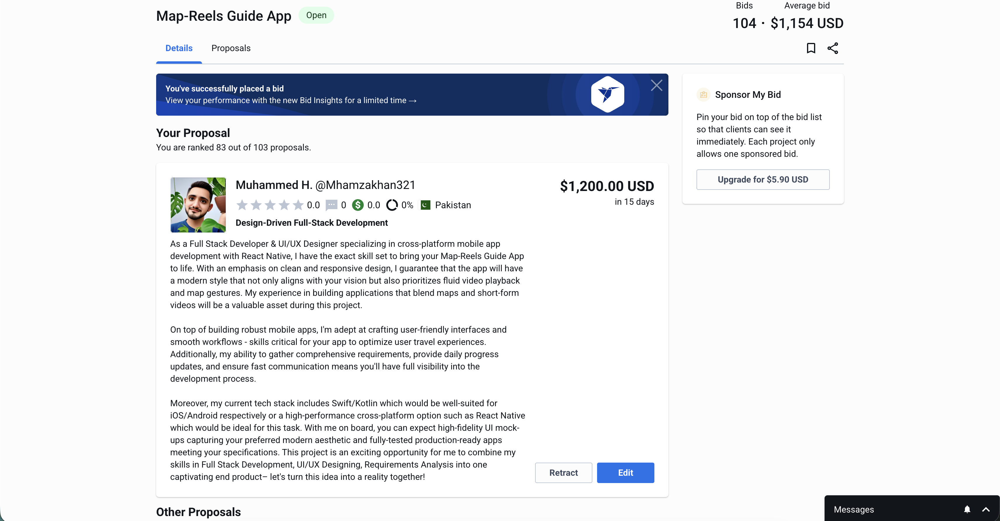 Map-Reels Guide App
Open
Bids
Average bid
104 · $1,154 USD
Details
Proposals
You've successfully placed a bid
View your performance with the new Bid Insights for a limited time →
Sponsor My Bid
Pin your bid on top of the bid list
so that clients can see it
immediately. Each project only
allows one sponsored bid.
Upgrade for $5.90 USD
Your Proposal
You are ranked 83 out of 103 proposals.
Muhammed H. @Mhamzakhan321
$1,200.00 USD
0.0 0 0.0 0% Pakistan
in 15 days
Design-Driven Full-Stack Development
As a Full Stack Developer & UI/UX Designer specializing in cross-platform mobile app
development with React Native, I have the exact skill set to bring your Map-Reels Guide App
to life. With an emphasis on clean and responsive design, I guarantee that the app will have
a modern style that not only aligns with your vision but also prioritizes fluid video playback
and map gestures. My experience in building applications that blend maps and short-form
videos will be a valuable asset during this project.
On top of building robust mobile apps, I'm adept at crafting user-friendly interfaces and
smooth workflows - skills critical for your app to optimize user travel experiences.
Additionally, my ability to gather comprehensive requirements, provide daily progress
updates, and ensure fast communication means you'll have full visibility into the
development process.
Moreover, my current tech stack includes Swift/Kotlin which would be well-suited for
iOS/Android respectively or a high-performance cross-platform option such as React Native
which would be ideal for this task. With me on board, you can expect high-fidelity UI mock-
ups capturing your preferred modern aesthetic and fully-tested production-ready apps
meeting your specifications. This project is an exciting opportunity for me to combine my
skills in Full Stack Development, UI/UX Designing, Requirements Analysis into one
captivating end product– let's turn this idea into a reality together!
Retract
Edit
Other Proposals
Messages